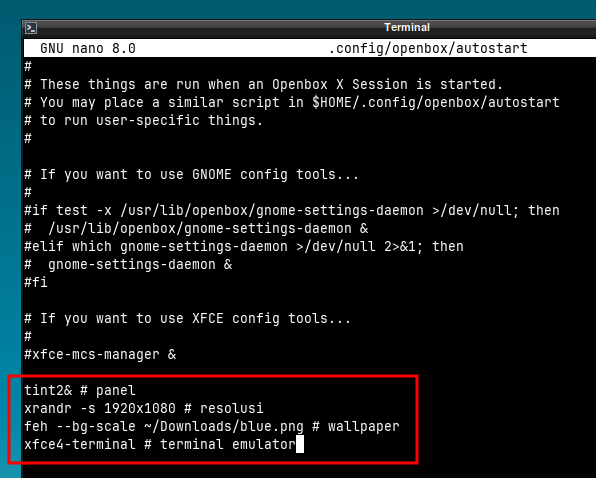 Terminal
GNU nano 8.0 .config/openbox/autostart
#
# These things are run when an Openbox X Session is started.
# You may place a similar script in $HOME/.config/openbox/autostart
# to run user-specific things.
#
# If you want to use GNOME config tools...
#
#if test -x /usr/lib/openbox/gnome-settings-daemon >/dev/null; then
#  /usr/lib/openbox/gnome-settings-daemon &
#elif which gnome-settings-daemon >/dev/null 2>&1; then
#  gnome-settings-daemon &
#fi
# If you want to use XFCE config tools...
#
#xfce-mcs-manager &
tint2& # panel
xrandr -s 1920x1080 # resolusi
feh --bg-scale ~/Downloads/blue.png # wallpaper
xfce4-terminal # terminal emulator